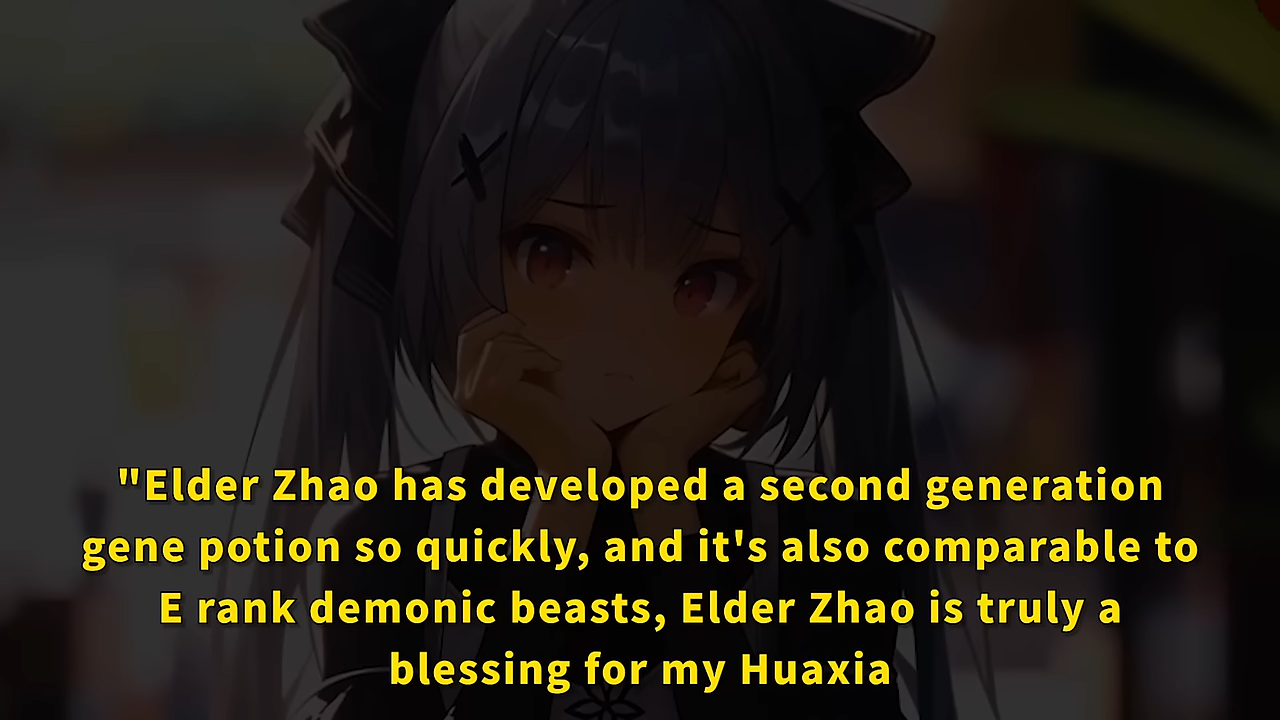 "Elder Zhao has developed a second generation
gene potion so quickly, and it's also comparable to
E rank demonic beasts, Elder Zhao is truly a
blessing for my Huaxia